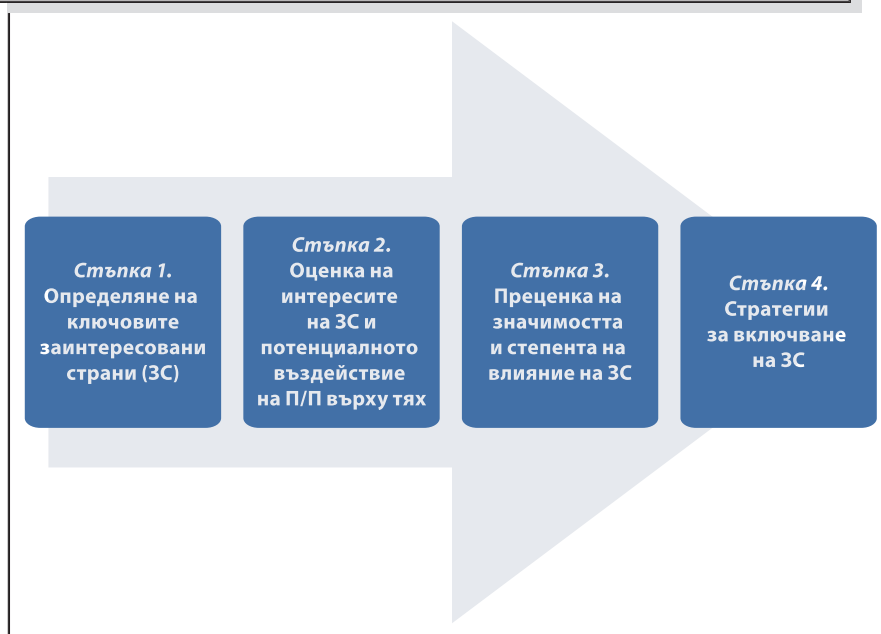 Стъпка 1.
Определяне на
ключовите
заинтересовани
страни (ЗС)
Стъпка 2.
Оценка на
интересите
на ЗС и
потенциалното
въздействие
на П/П върху тях
Стъпка 3.
Преценка на
значимостта
и степента на
влияние на ЗС
Стъпка 4.
Стратегии
за включване
на ЗС